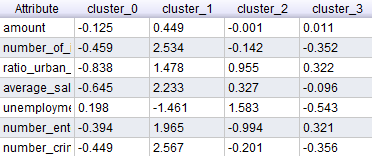 Attribute cluster_0 cluster_1 cluster_2 cluster_3
amount -0.125 0.449 -0.001 0.011
number_of_i -0.459 2.534 -0.142 -0.352
ratio_urban_ -0.838 1.478 0.955 0.322
average_sal -0.645 2.233 0.327 -0.096
unemployme 0.198 -1.461 1.583 -0.543
number_ent -0.394 1.965 -0.994 0.321
number_crin -0.449 2.567 -0.201 -0.356